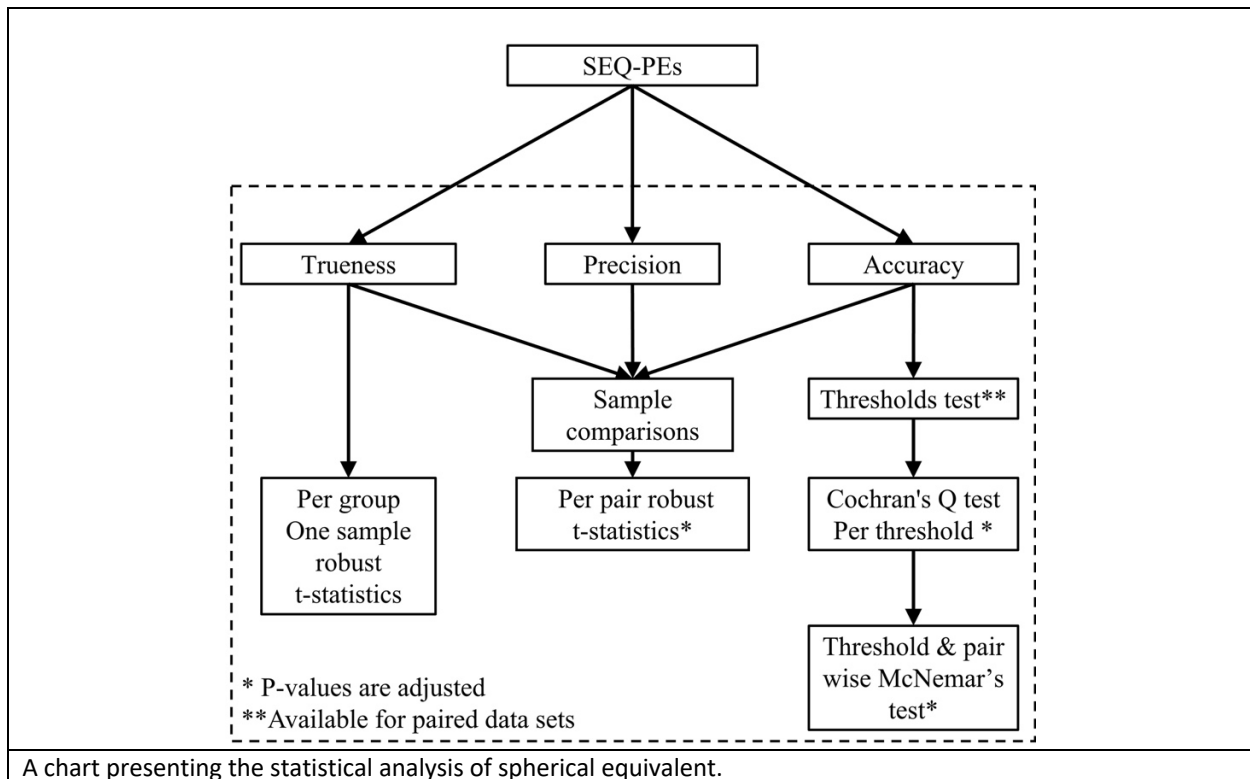 SEQ-PEs
Trueness
Precision
Accuracy
Sample
comparisons
Thresholds test**
Per group
One sample
robust
t-statistics
Per pair robust
t-statistics*
Cochran's Q test
Per threshold *
Threshold & pair
wise McNemar’s
test*
* P-values are adjusted
**Available for paired data sets
A chart presenting the statistical analysis of spherical equivalent.